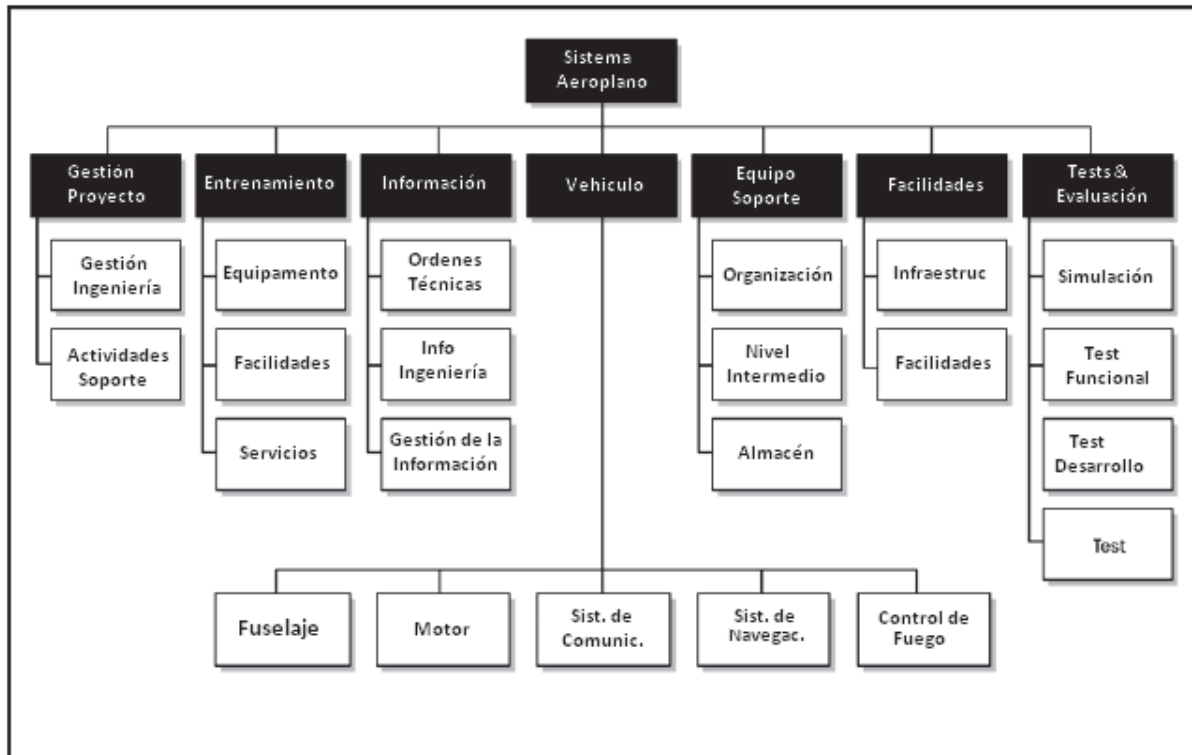 Sistema
Aeroplano
Gestión
Proyecto
Entrenamiento
Información
Vehiculo
Equipo
Soporte
Facilidades
Tests &
Evaluación
Gestión
Ingeniería
Equipamento
Ordenes
Técnicas
Organización
Infraestruc
Simulación
Actividades
Soporte
Facilidades
Info
Ingeniería
Nivel
Intermedio
Facilidades
Test
Funcional
Servicios
Gestión de la
Información
Almacén
Test
Desarrollo
Test
Fuselaje
Motor
Sist. de
Comunic.
Sist. de
Navegac.
Control de
Fuego